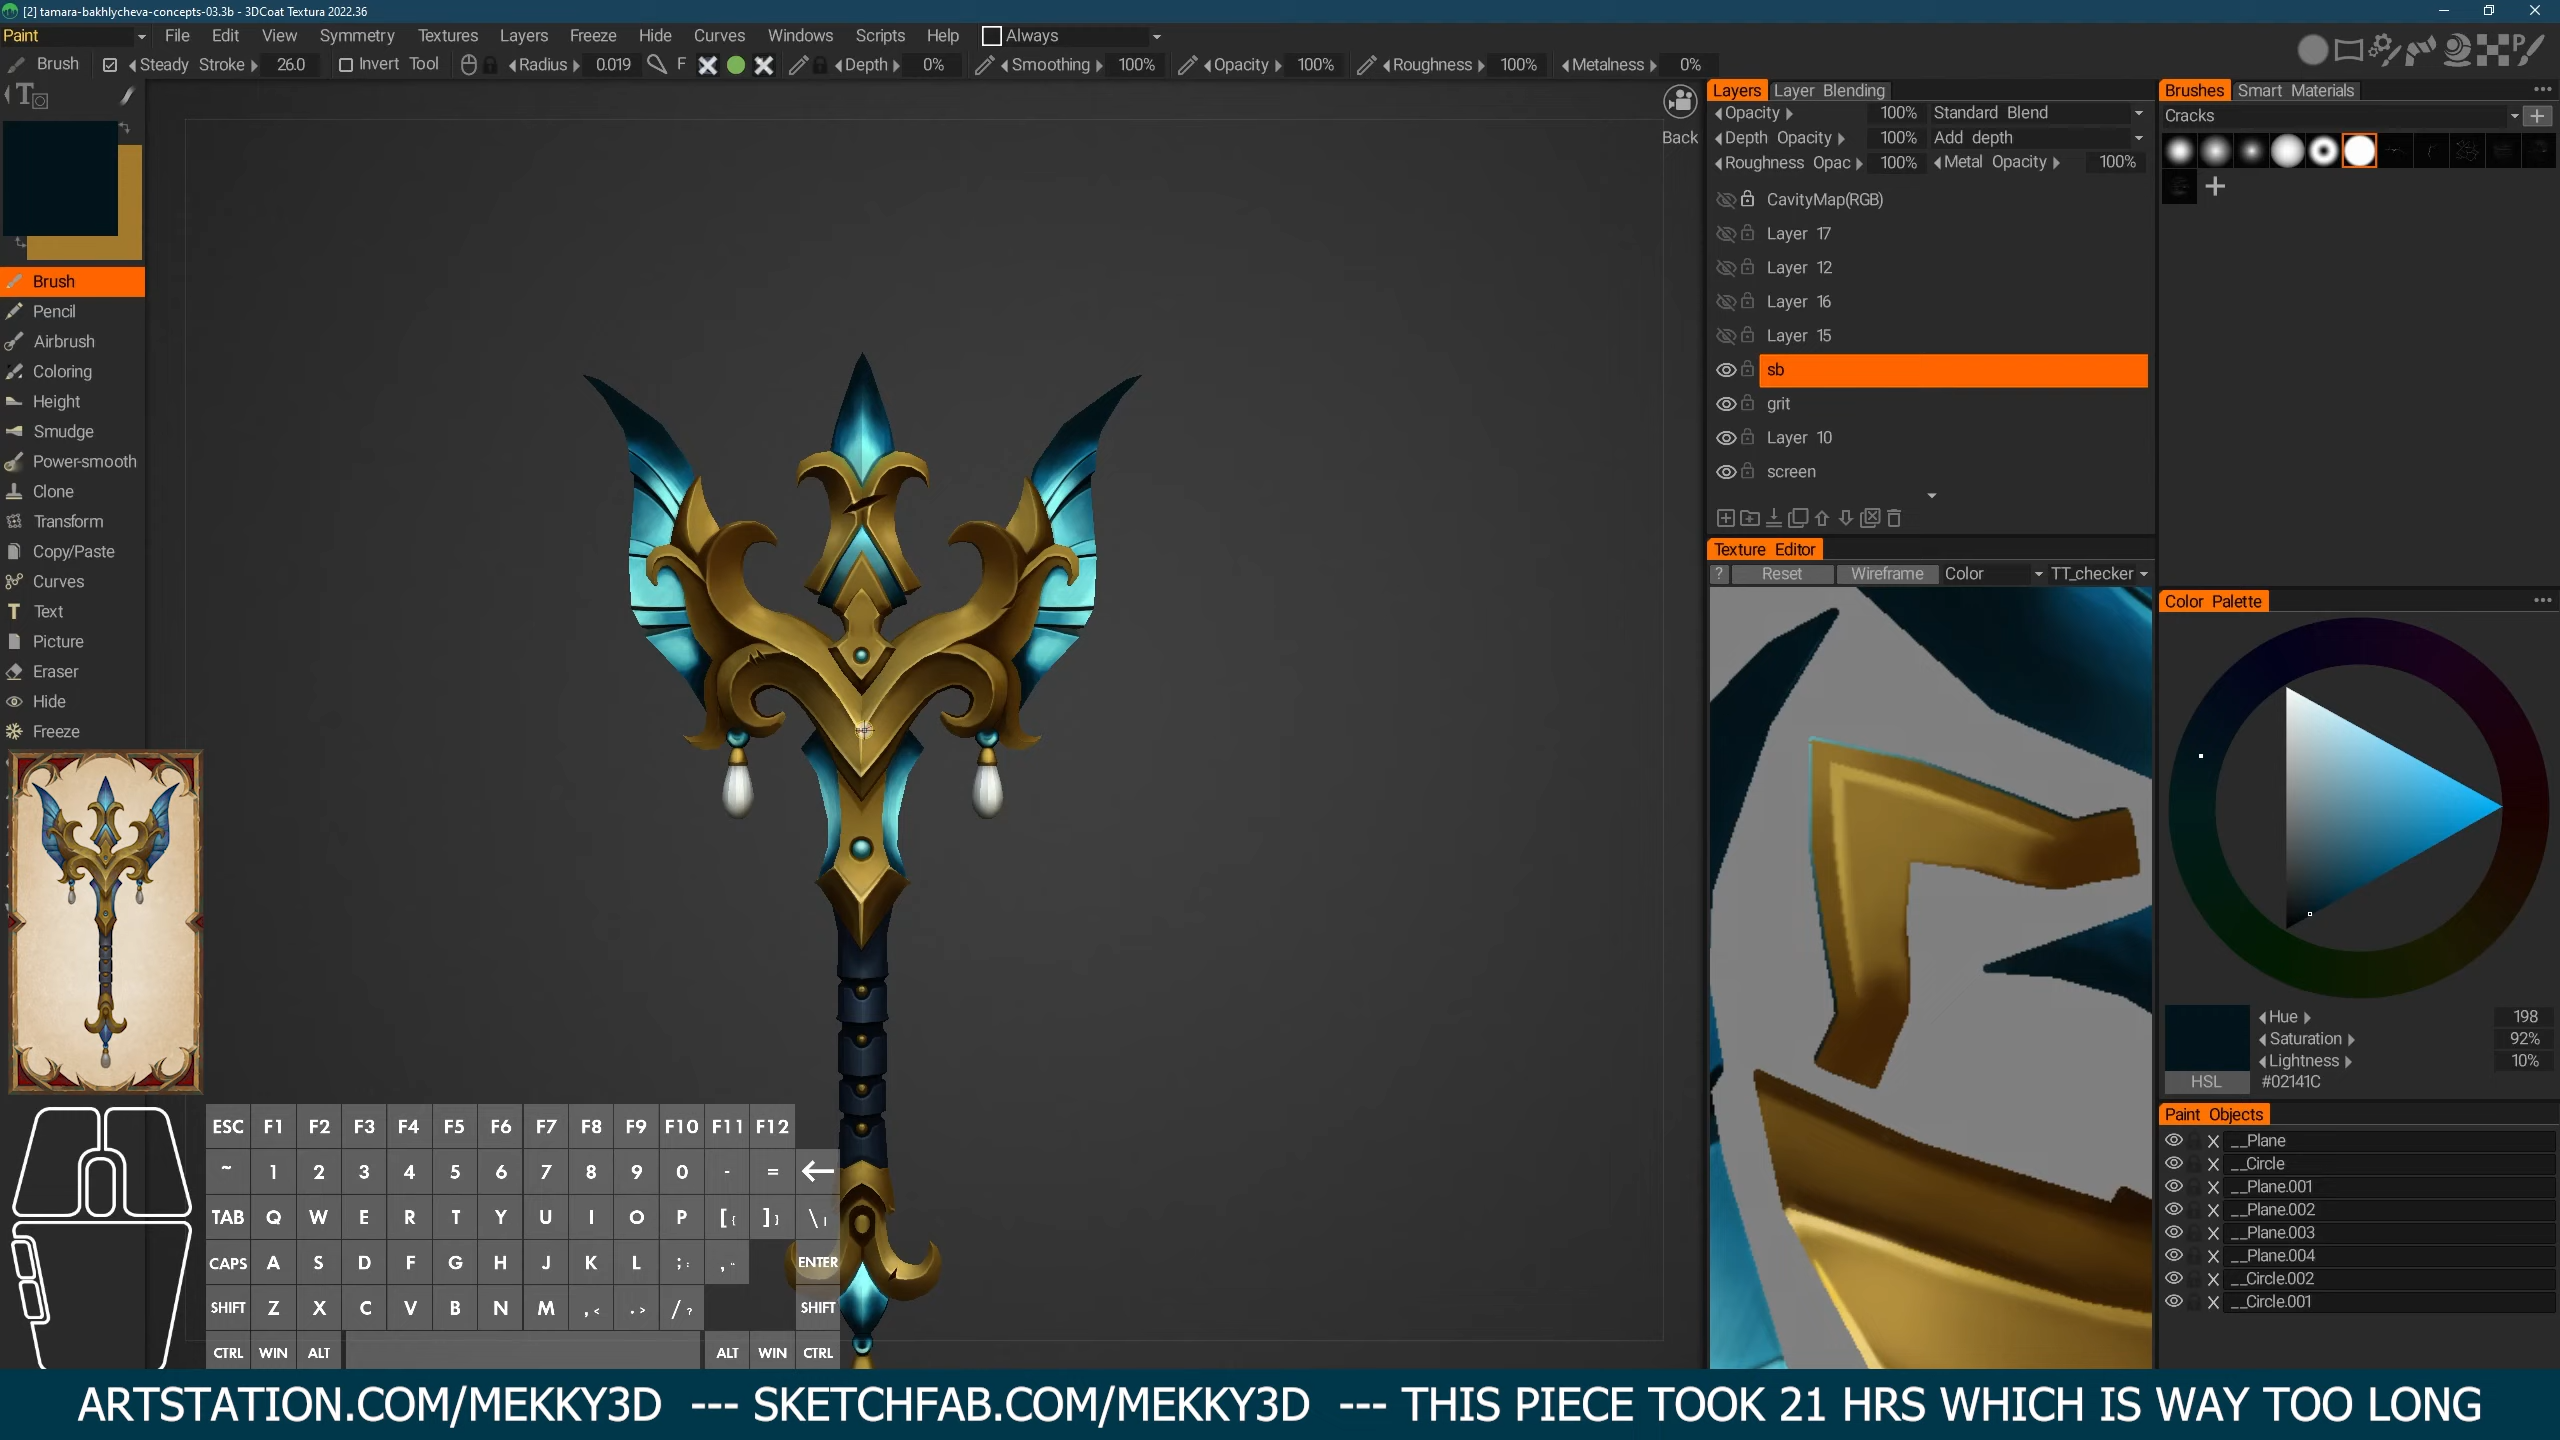 [2] tamara-bakhlycheva-concepts-03.3b - 3DCoat Textura 2022.36
Paint File Edit View Symmetry Textures Layers Freeze Hide Curves Windows Scripts Help Always
Brush Steady Stroke 26.0 Invert Tool Radius 0.019 F Depth 0% Smoothing 100% Opacity 100% Roughness 100% Metalness 0%
Brush
Pencil
Airbrush
Coloring
Height
Smudge
Power-smooth
Clone
Transform
Copy/Paste
Curves
Text
Picture
Eraser
Hide
Freeze
Back
Layers Layer Blending
Opacity 100% Standard Blend
Depth Opacity 100% Add depth
Roughness Opac 100% Metal Opacity 100%
CavityMap(RGB)
Layer 17
Layer 12
Layer 16
Layer 15
sb
grit
Layer 10
screen
Texture Editor
? Reset Wireframe Color TT_checker
Brushes Smart Materials
Cracks
Color Palette
Hue 198
Saturation 92%
Lightness 10%
HSL #02141C
Paint Objects
X __Plane
X __Circle
X __Plane.001
X __Plane.002
X __Plane.003
X __Plane.004
X __Circle.002
X __Circle.001
ESC F1 F2 F3 F4 F5 F6 F7 F8 F9 F10 F11 F12
~ 1 2 3 4 5 6 7 8 9 0 - =
TAB Q W E R T Y U I O P [{ ]} \|
CAPS A S D F G H J K L ;: ," ENTER
SHIFT Z X C V B N M ,< .> /? SHIFT
CTRL WIN ALT ALT WIN CTRL
ARTSTATION.COM/MEKKY3D --- SKETCHFAB.COM/MEKKY3D --- THIS PIECE TOOK 21 HRS WHICH IS WAY TOO LONG